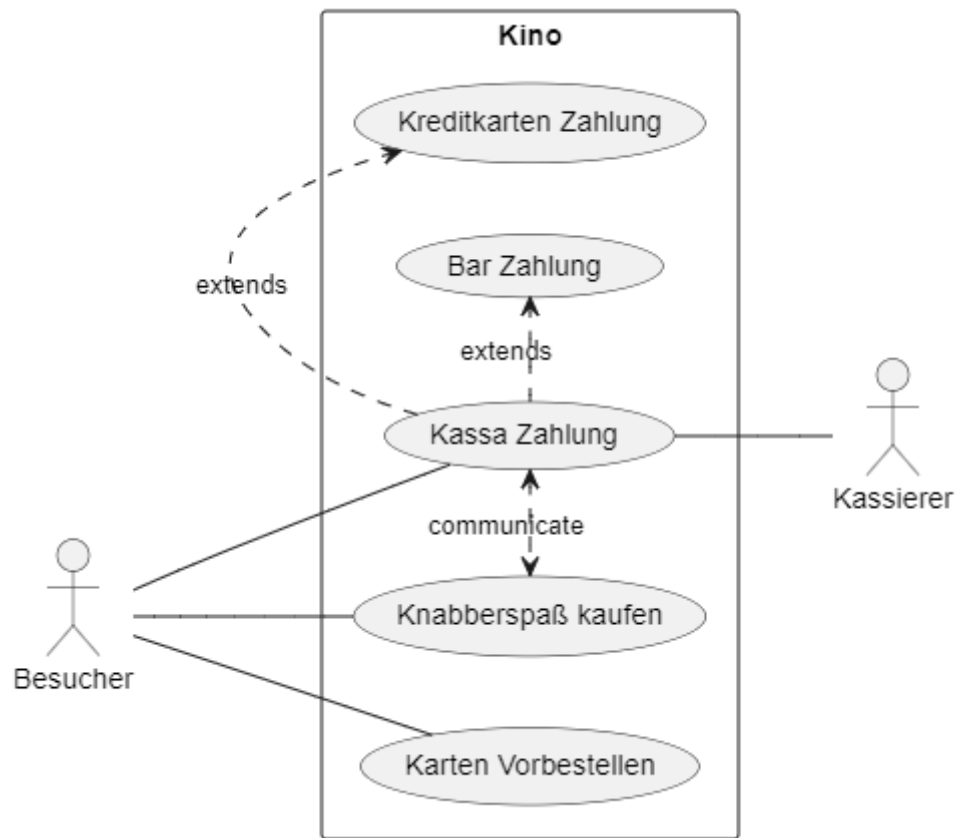 Kino
Kreditkarten Zahlung
Bar Zahlung
extends
extends
Kassa Zahlung
Kassierer
communicate
Knabberspaß kaufen
Besucher
Karten Vorbestellen